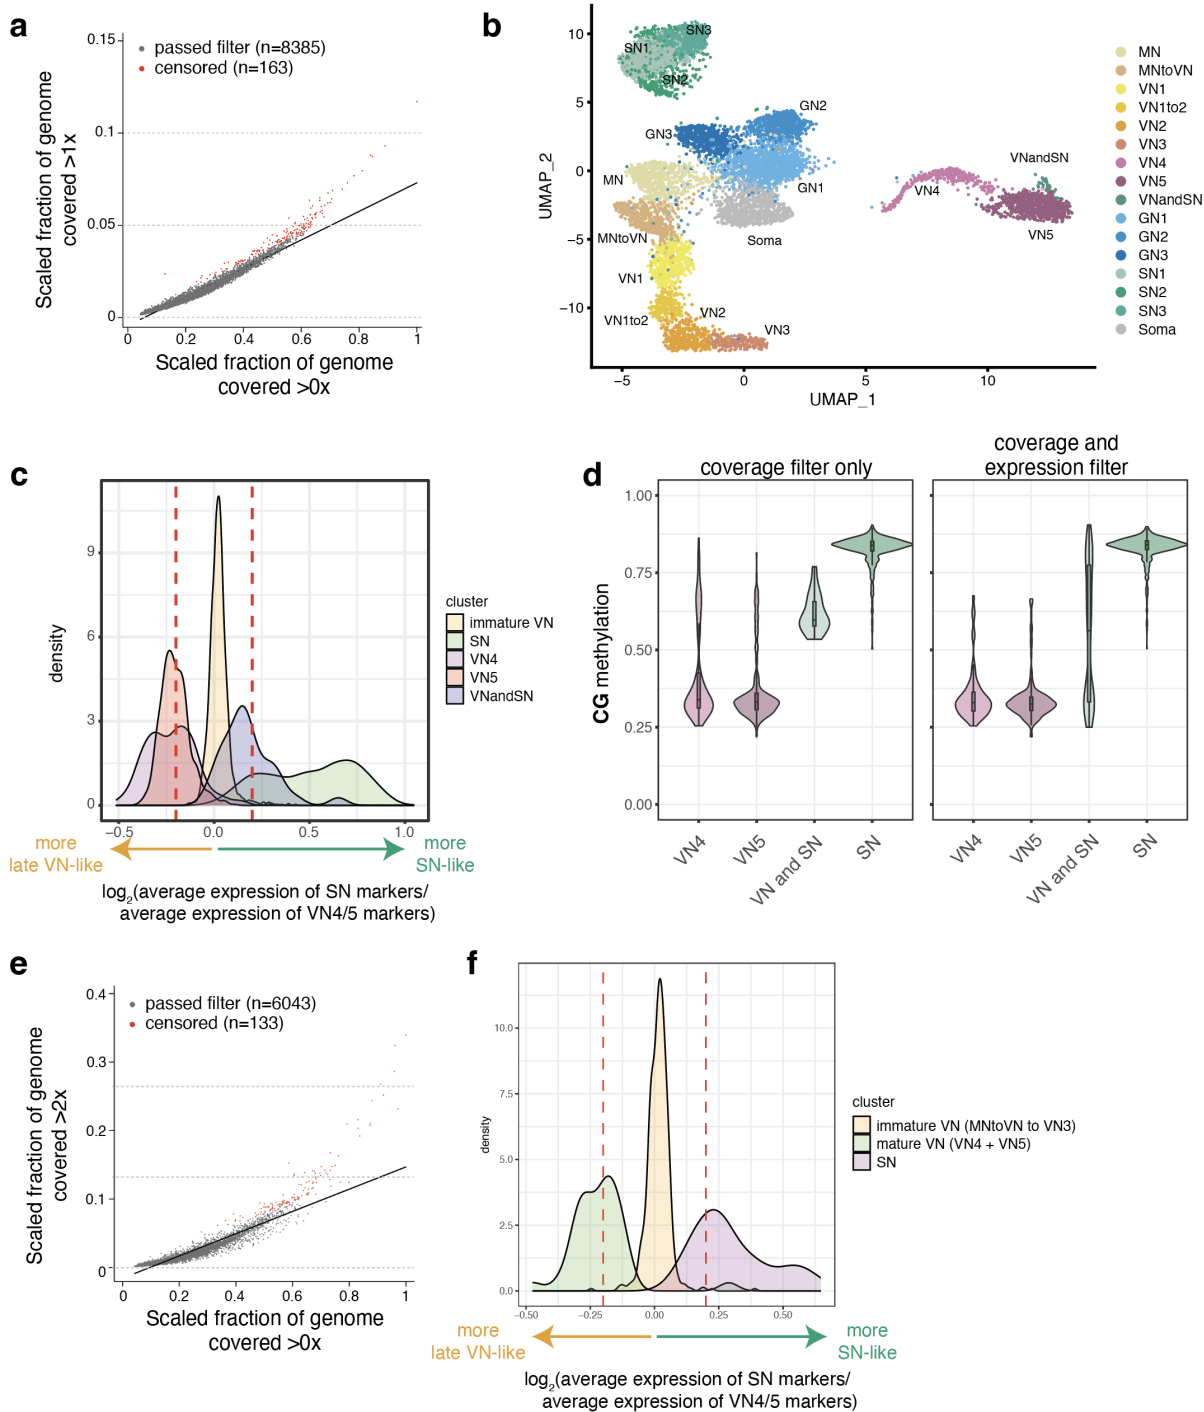 a
0.15
0.1
0.05
0
passed filter (n=8385)
censored (n=163)
Scaled fraction of genome
covered >1x
0
0.2
0.4
0.6
0.8
1
Scaled fraction of genome
covered >0x
b
10
5
0
−5
−10
UMAP_2
−5
0
5
10
UMAP_1
SN1
SN3
SN2
GN2
GN3
GN1
MN
MNtoVN
Soma
VN1
VN1to2
VN2
VN3
VN4
VNandSN
VN5
MN
MNtoVN
VN1
VN1to2
VN2
VN3
VN4
VN5
VNandSN
GN1
GN2
GN3
SN1
SN2
SN3
Soma
c
9
6
3
0
density
−0.5
0.0
0.5
1.0
more
late VN-like
more
SN-like
log2(average expression of SN markers/
average expression of VN4/5 markers)
cluster
immature VN
SN
VN4
VN5
VNandSN
d
coverage filter only
coverage and
expression filter
1.00
0.75
0.50
0.25
0.00
CG methylation
VN4
VN5
VN and SN
SN
VN4
VN5
VN and SN
SN
e
0.4
0.3
0.2
0.1
0
passed filter (n=6043)
censored (n=133)
Scaled fraction of genome
covered >2x
0
0.2
0.4
0.6
0.8
1
Scaled fraction of genome
covered >0x
f
10.0
7.5
5.0
2.5
0.0
density
−0.50
−0.25
0.00
0.25
0.50
more
late VN-like
more
SN-like
log2(average expression of SN markers/
average expression of VN4/5 markers)
cluster
immature VN (MNtoVN to VN3)
mature VN (VN4 + VN5)
SN